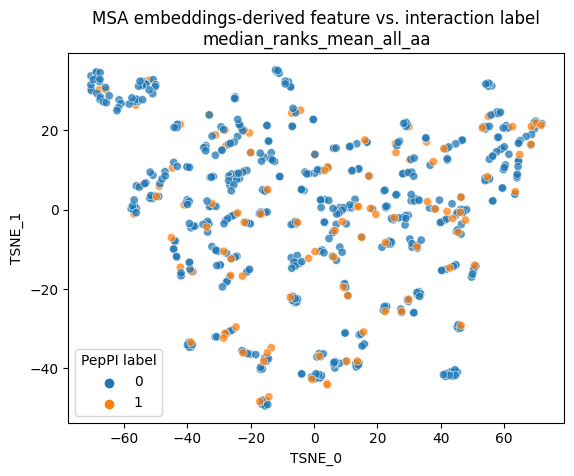 MSA embeddings-derived feature vs. interaction label
median_ranks_mean_all_aa
20
0
−20
−40
TSNE_1
PepPI label
0
1
−60
−40
−20
0
20
40
60
TSNE_0